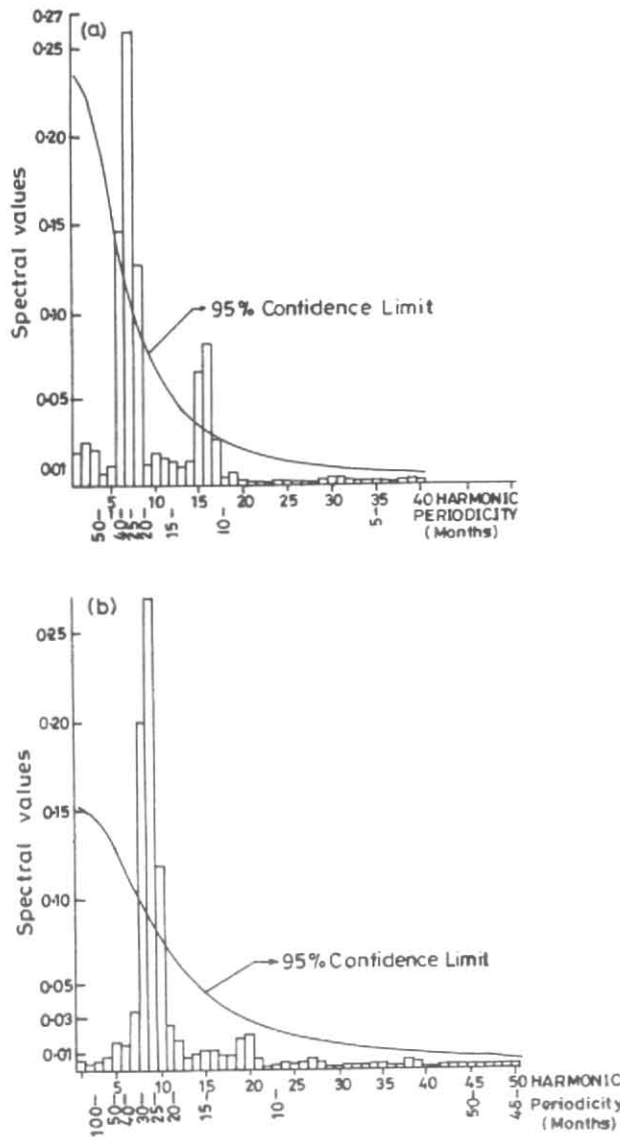 (a)
0·27
0·25
0·20
0·15
0·10
0·05
0·01
Spectral values
95% Confidence Limit
5 10 15 20 25 30 35 40 HARMONIC
50- 40- 25- 20- 15- 10- 5- PERIODICITY
(Months)
(b)
0·25
0·20
0·15
0·10
0·05
0·03
0·01
Spectral values
95% Confidence Limit
5 10 15 20 25 30 35 40 45 50 HARMONIC
100- 50- 40- 30- 25- 20- 15- 10- 50- 45- Periodicity
(Months)